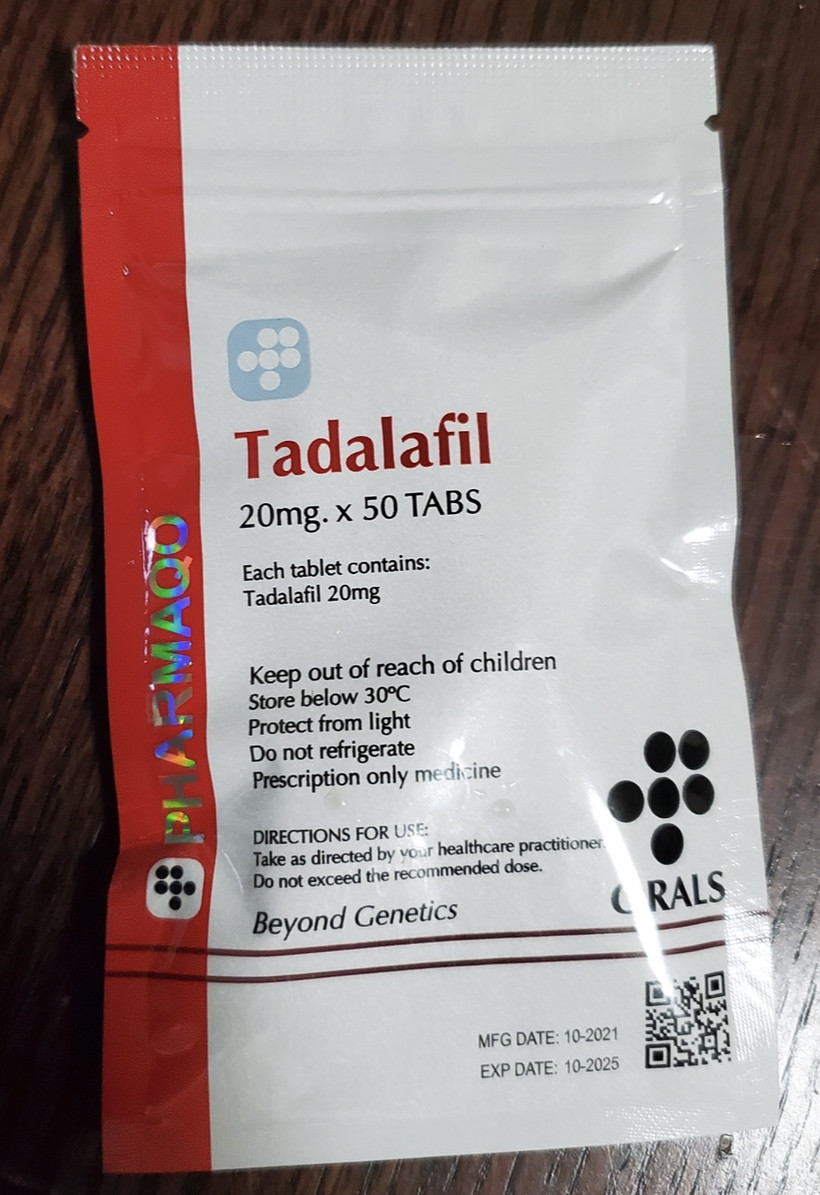 Tadalafil
20mg. x 50 TABS
Each tablet contains:
Tadalafil 20mg
Keep out of reach of children
Store below 30ºC
Protect from light
Do not refrigerate
Prescription only medicine
DIRECTIONS FOR USE:
Take as directed by your healthcare practitioner.
Do not exceed the recommended dose.
Beyond Genetics
PHARMAQO
ORALS
MFG DATE: 10-2021
EXP DATE: 10-2025